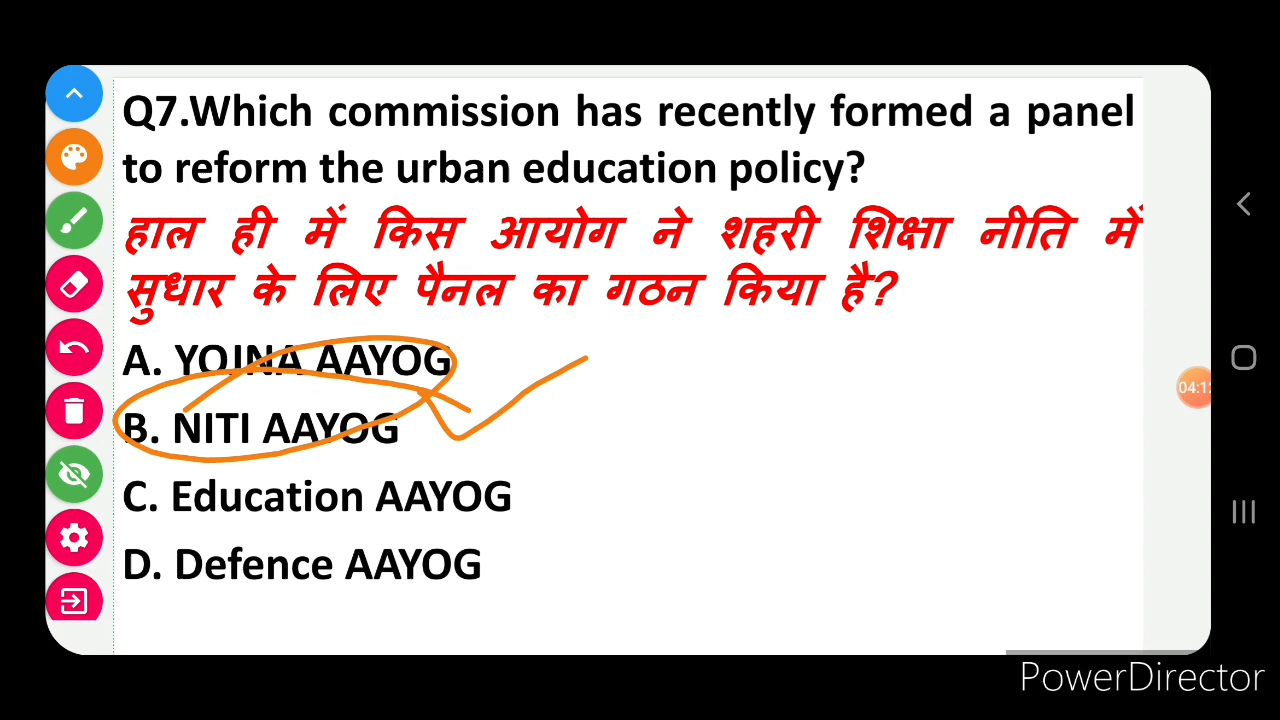 Q7.Which commission has recently formed a panel
to reform the urban education policy?
हाल ही में किस आयोग ने शहरी शिक्षा नीति में
सुधार के लिए पैनल का गठन किया है?
A. YOJNA AAYOG
B. NITI AAYOG
C. Education AAYOG
D. Defence AAYOG
PowerDirector